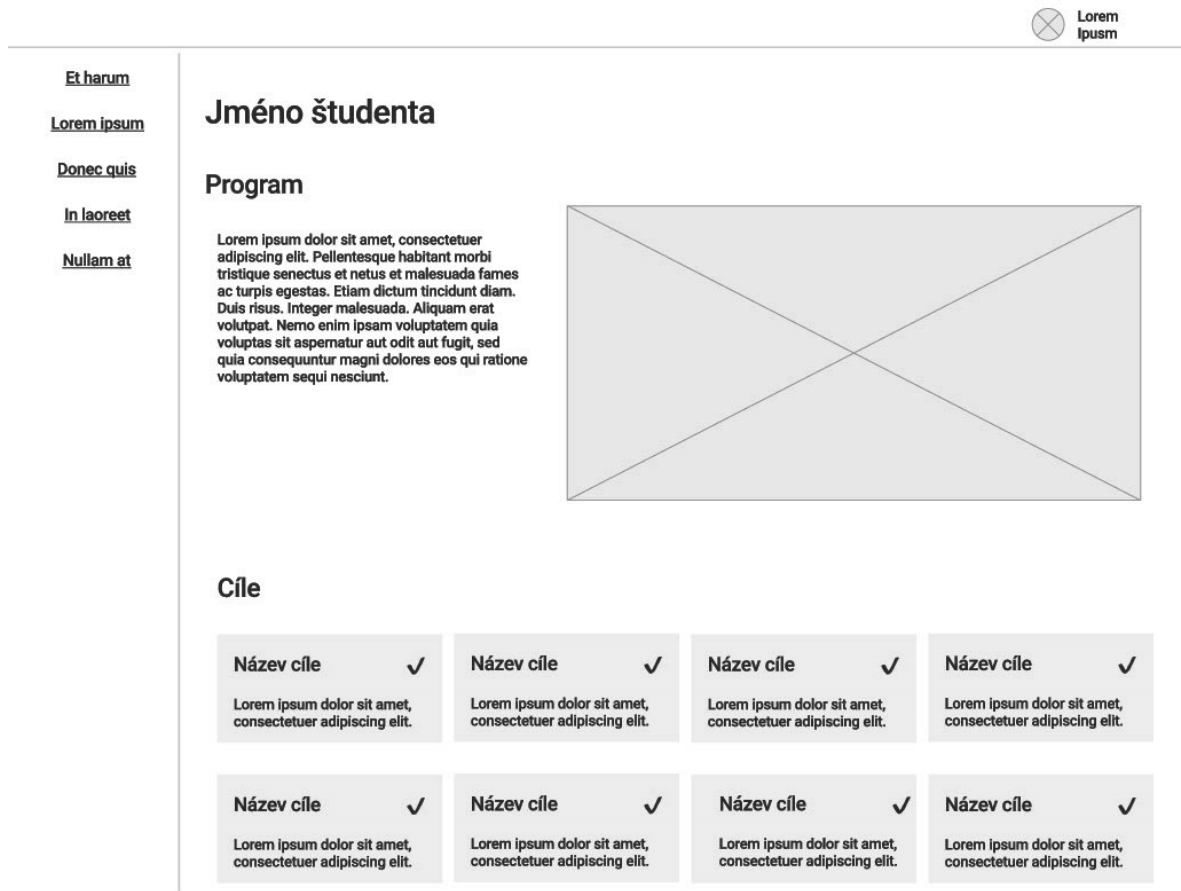 Lorem
Ipusm
Et harum
Lorem ipsum
Donec quis
In laoreet
Nullam at
Jméno študenta
Program
Lorem ipsum dolor sit amet, consectetuer
adipiscing elit. Pellentesque habitant morbi
tristique senectus et netus et malesuada fames
ac turpis egestas. Etiam dictum tincidunt diam.
Duis risus. Integer malesuada. Aliquam erat
volutpat. Nemo enim ipsam voluptatem quia
voluptas sit aspernatur aut odit aut fugit, sed
quia consequuntur magni dolores eos qui ratione
voluptatem sequi nesciunt.
Cíle
Název cíle
Lorem ipsum dolor sit amet,
consectetuer adipiscing elit.
Název cíle
Lorem ipsum dolor sit amet,
consectetuer adipiscing elit.
Název cíle
Lorem ipsum dolor sit amet,
consectetuer adipiscing elit.
Název cíle
Lorem ipsum dolor sit amet,
consectetuer adipiscing elit.
Název cíle
Lorem ipsum dolor sit amet,
consectetuer adipiscing elit.
Název cíle
Lorem ipsum dolor sit amet,
consectetuer adipiscing elit.
Název cíle
Lorem ipsum dolor sit amet,
consectetuer adipiscing elit.
Název cíle
Lorem ipsum dolor sit amet,
consectetuer adipiscing elit.